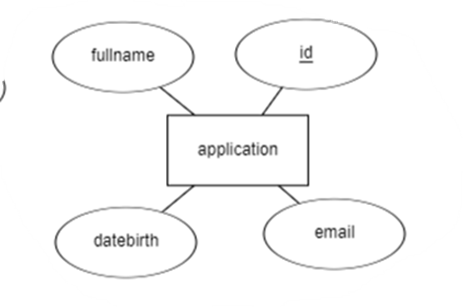 fullname
id
application
datebirth
email